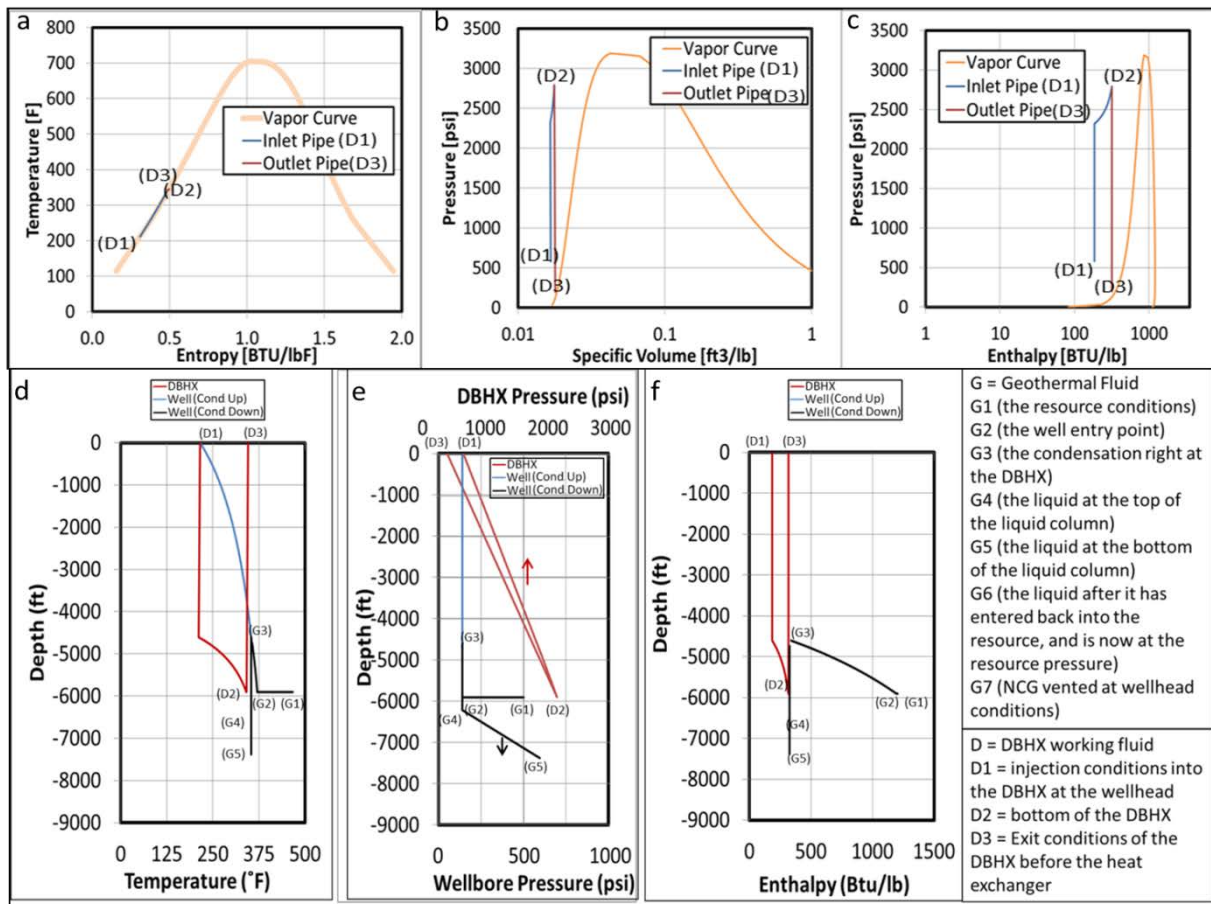 a
Temperature [F]
800
700
600
500
400
300
200
100
0
Vapor Curve
Inlet Pipe (D1)
Outlet Pipe(D3)
(D3)
(D2)
(D1)
0.0 0.5 1.0 1.5 2.0
Entropy [BTU/lbF]
b
Pressure [psi]
3500
3000
2500
2000
1500
1000
500
0
Vapor Curve
Inlet Pipe (D1)
Outlet Pipe
(D3)
(D2)
(D1)
(D3)
0.01 0.1 1
Specific Volume [ft3/lb]
c
Pressure [psi]
3500
3000
2500
2000
1500
1000
500
0
Vapor Curve
Inlet Pipe (D1)
Outlet Pipe(D3)
(D2)
(D1)
(D3)
1 10 100 1000
Enthalpy [BTU/lb]
d
DBHX
Well (Cond Up)
Well (Cond Down)
(D1) (D3)
Depth (ft)
0
-1000
-2000
-3000
-4000
-5000
-6000
-7000
-8000
-9000
(G3)
(D2) (G2) (G1)
(G4)
(G5)
0 125 250 375 500
Temperature (˚F)
e
DBHX Pressure (psi)
0 1000 2000 3000
(D3) (D1)
DBHX
Well (Cond Up)
Well (Cond Down)
Depth (ft)
0
-1000
-2000
-3000
-4000
-5000
-6000
-7000
-8000
-9000
(G3)
(G4) (G2) (G1) (D2)
(G5)
0 500 1000
Wellbore Pressure (psi)
f
DBHX
Well (Cond Up)
Well (Cond Down)
(D1) (D3)
Depth (ft)
0
-1000
-2000
-3000
-4000
-5000
-6000
-7000
-8000
-9000
(G3)
(D2) (G2) (G1)
(G4)
(G5)
0 500 1000 1500
Enthalpy (Btu/lb)
G = Geothermal Fluid
G1 (the resource conditions)
G2 (the well entry point)
G3 (the condensation right at
the DBHX)
G4 (the liquid at the top of
the liquid column)
G5 (the liquid at the bottom
of the liquid column)
G6 (the liquid after it has
entered back into the
resource, and is now at the
resource pressure)
G7 (NCG vented at wellhead
conditions)
D = DBHX working fluid
D1 = injection conditions into
the DBHX at the wellhead
D2 = bottom of the DBHX
D3 = Exit conditions of the
DBHX before the heat
exchanger